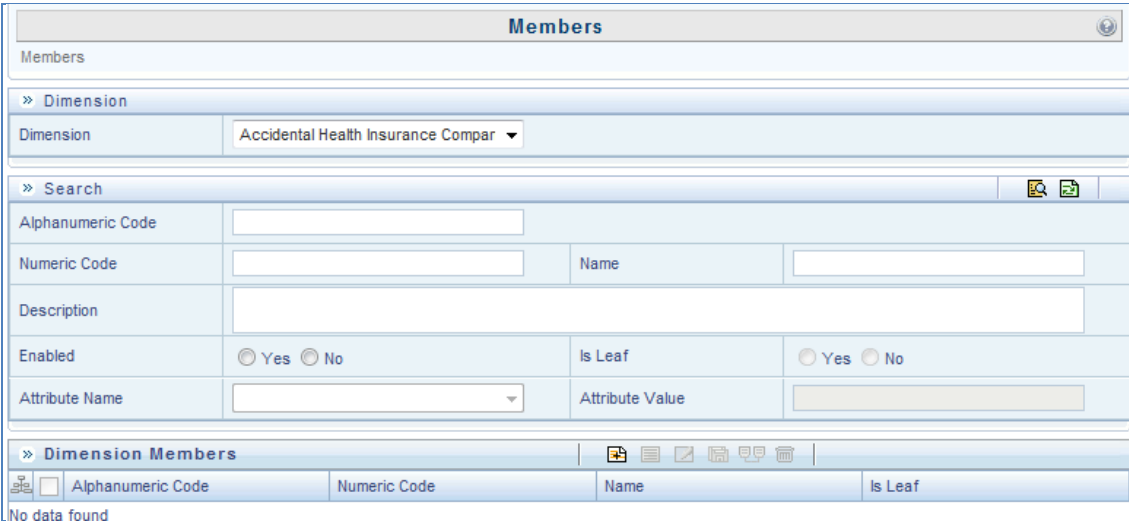 Members
Members
Dimension
Dimension Accidental Health Insurance Compar
Search
Alphanumeric Code
Numeric Code Name
Description
Enabled Yes No Is Leaf Yes No
Attribute Name Attribute Value
Dimension Members
Alphanumeric Code Numeric Code Name Is Leaf
No data found